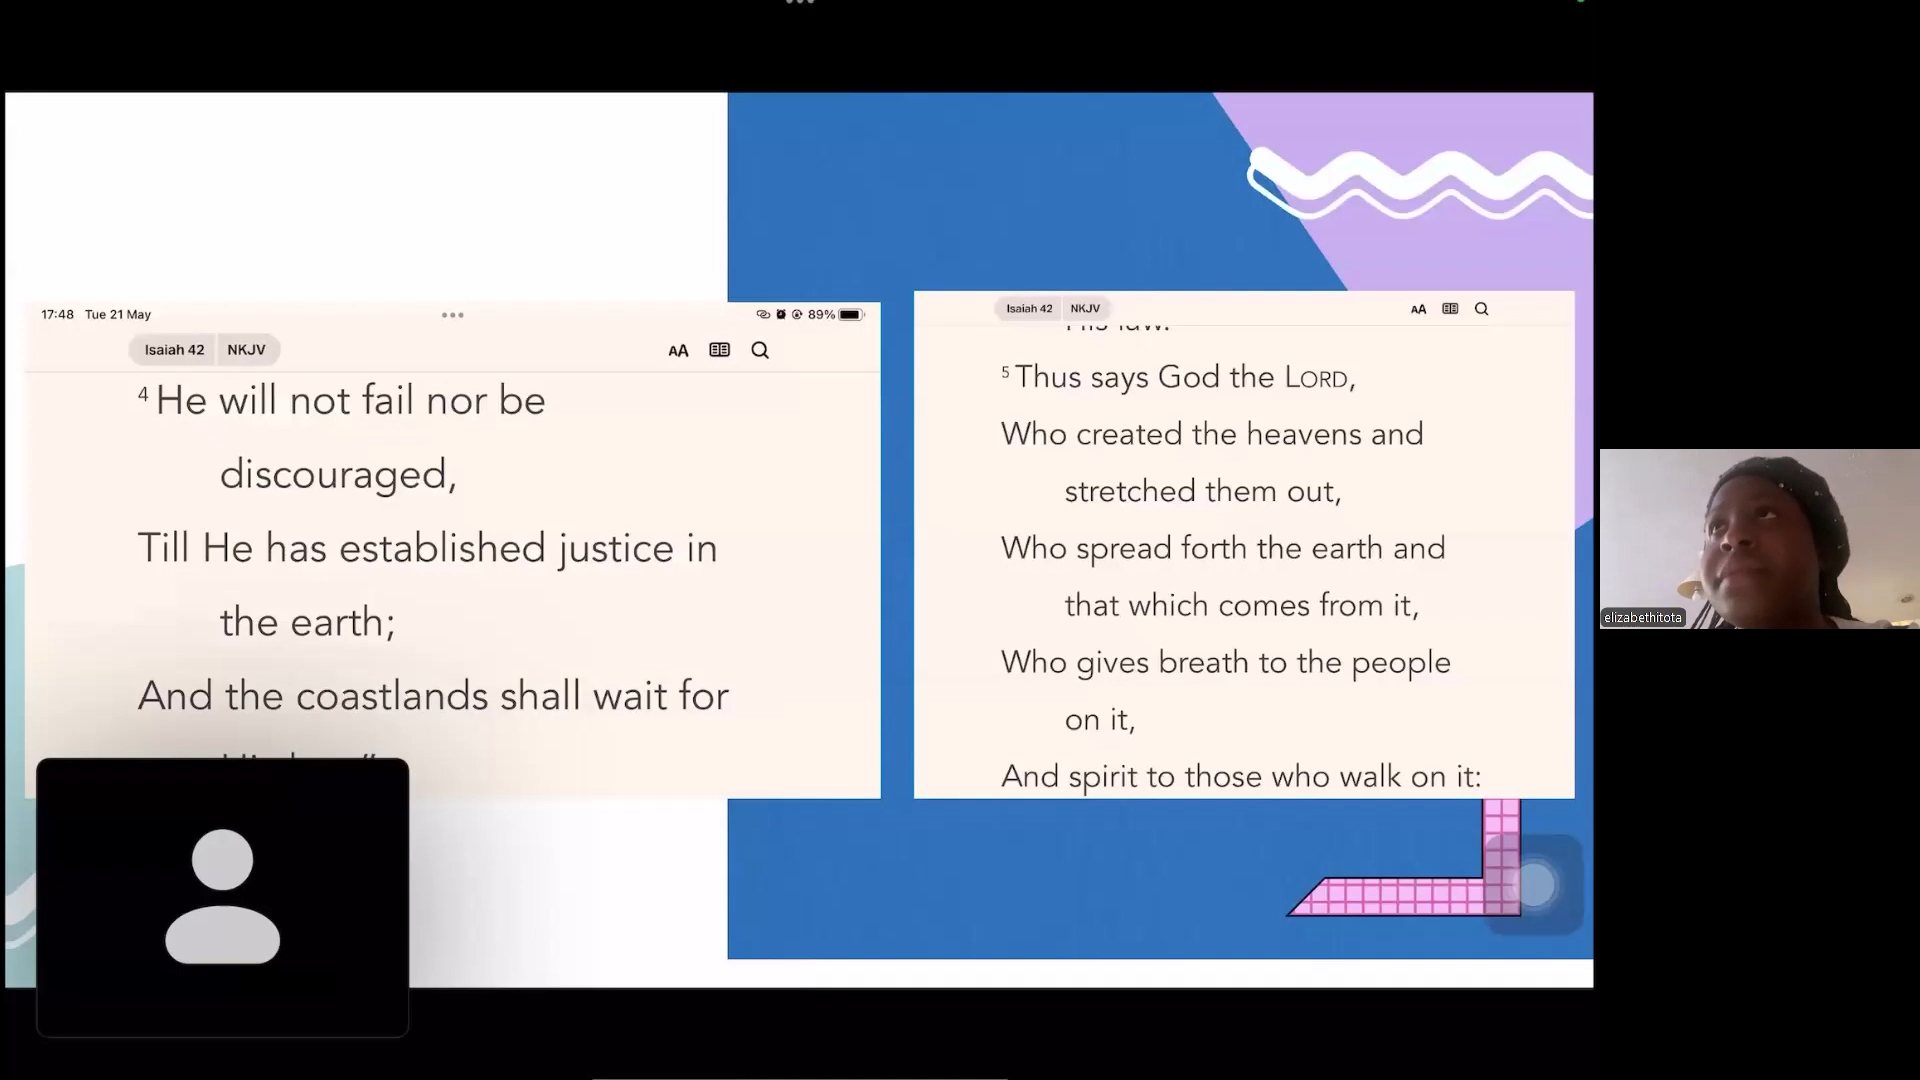 17:48 Tue 21 May
89%
Isaiah 42 NKJV
AA
4 He will not fail nor be
discouraged,
Till He has established justice in
the earth;
And the coastlands shall wait for
Isaiah 42 NKJV
AA
5 Thus says God the LORD,
Who created the heavens and
stretched them out,
Who spread forth the earth and
that which comes from it,
Who gives breath to the people
on it,
And spirit to those who walk on it:
elizabethitota